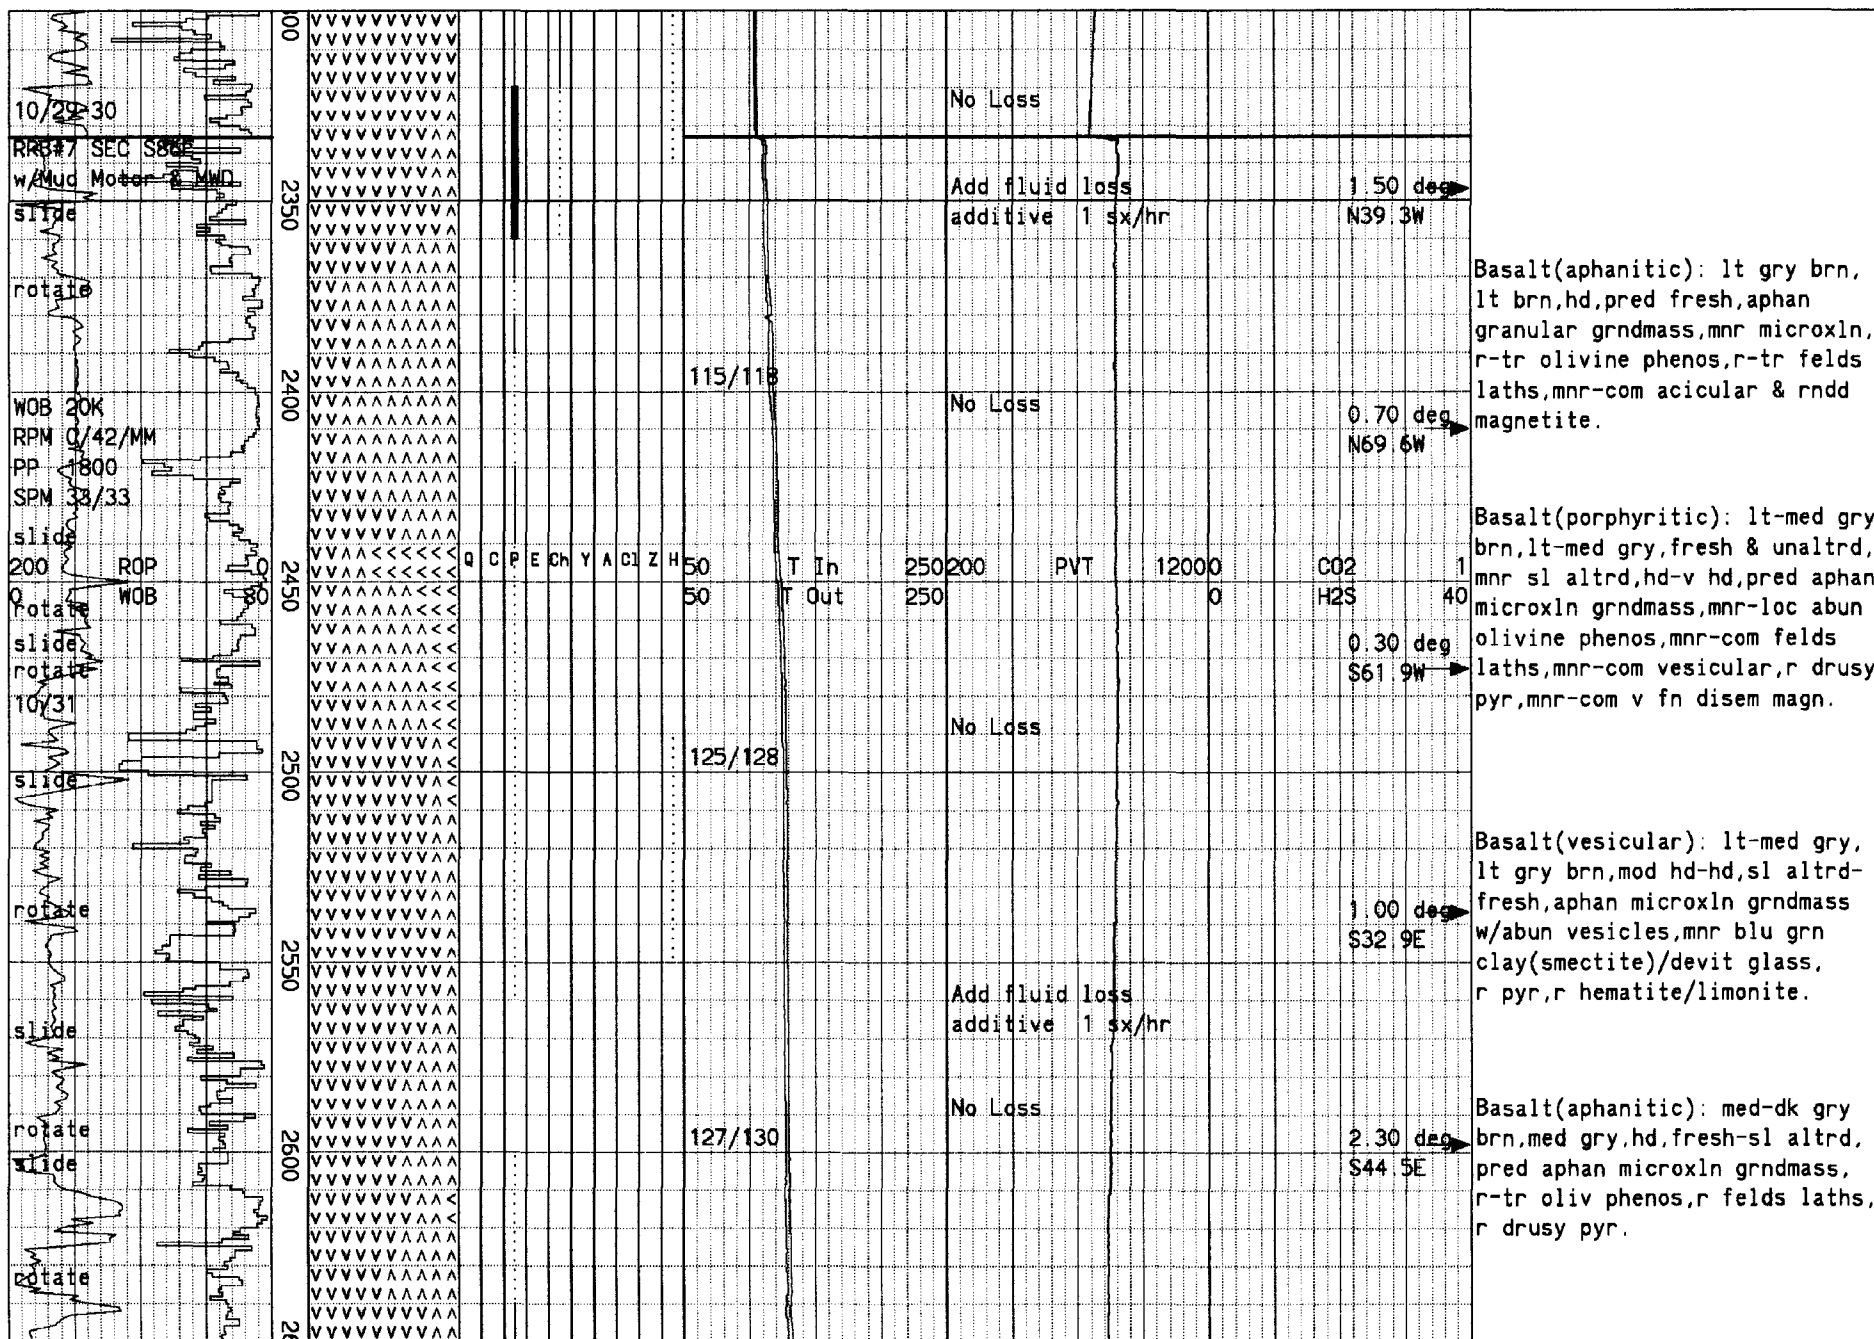 10/29-30
RRB#7 SEC S86F
w/Mud Motor & MWD
slide
rotate
WOB 20K
RPM 0/42/MM
PP 1800
SPM 33/33
slide
200 ROP 0
0 WOB 80
rotate
slide
rotate
10/31
slide
rotate
slide
rotate
slide
rotate
2350
2400
2450
2500
2550
2600
Q C P E Ch Y A Cl Z H
50 T In 250
50 T Out 250
115/118
125/128
127/130
No Loss
Add fluid loss
additive 1 sx/hr
No Loss
200 PVT 1200
0 CO2 1
0 H2S 40
No Loss
Add fluid loss
additive 1 sx/hr
No Loss
1.50 deg
N39.3W
0.70 deg
N69.6W
0.30 deg
S61.9W
1.00 deg
S32.9E
2.30 deg
S44.5E
Basalt(aphanitic): lt gry brn,
lt brn,hd,pred fresh,aphan
granular grndmass,mnr microxln,
r-tr olivine phenos,r-tr felds
laths,mnr-com acicular & rndd
magnetite.
Basalt(porphyritic): lt-med gry
brn,lt-med gry,fresh & unaltrd,
mnr sl altrd,hd-v hd,pred aphan
microxln grndmass,mnr-loc abun
olivine phenos,mnr-com felds
laths,mnr-com vesicular,r drusy
pyr,mnr-com v fn disem magn.
Basalt(vesicular): lt-med gry,
lt gry brn,mod hd-hd,sl altrd-
fresh,aphan microxln grndmass
w/abun vesicles,mnr blu grn
clay(smectite)/devit glass,
r pyr,r hematite/limonite.
Basalt(aphanitic): med-dk gry
brn,med gry,hd,fresh-sl altrd,
pred aphan microxln grndmass,
r-tr oliv phenos,r felds laths,
r drusy pyr.